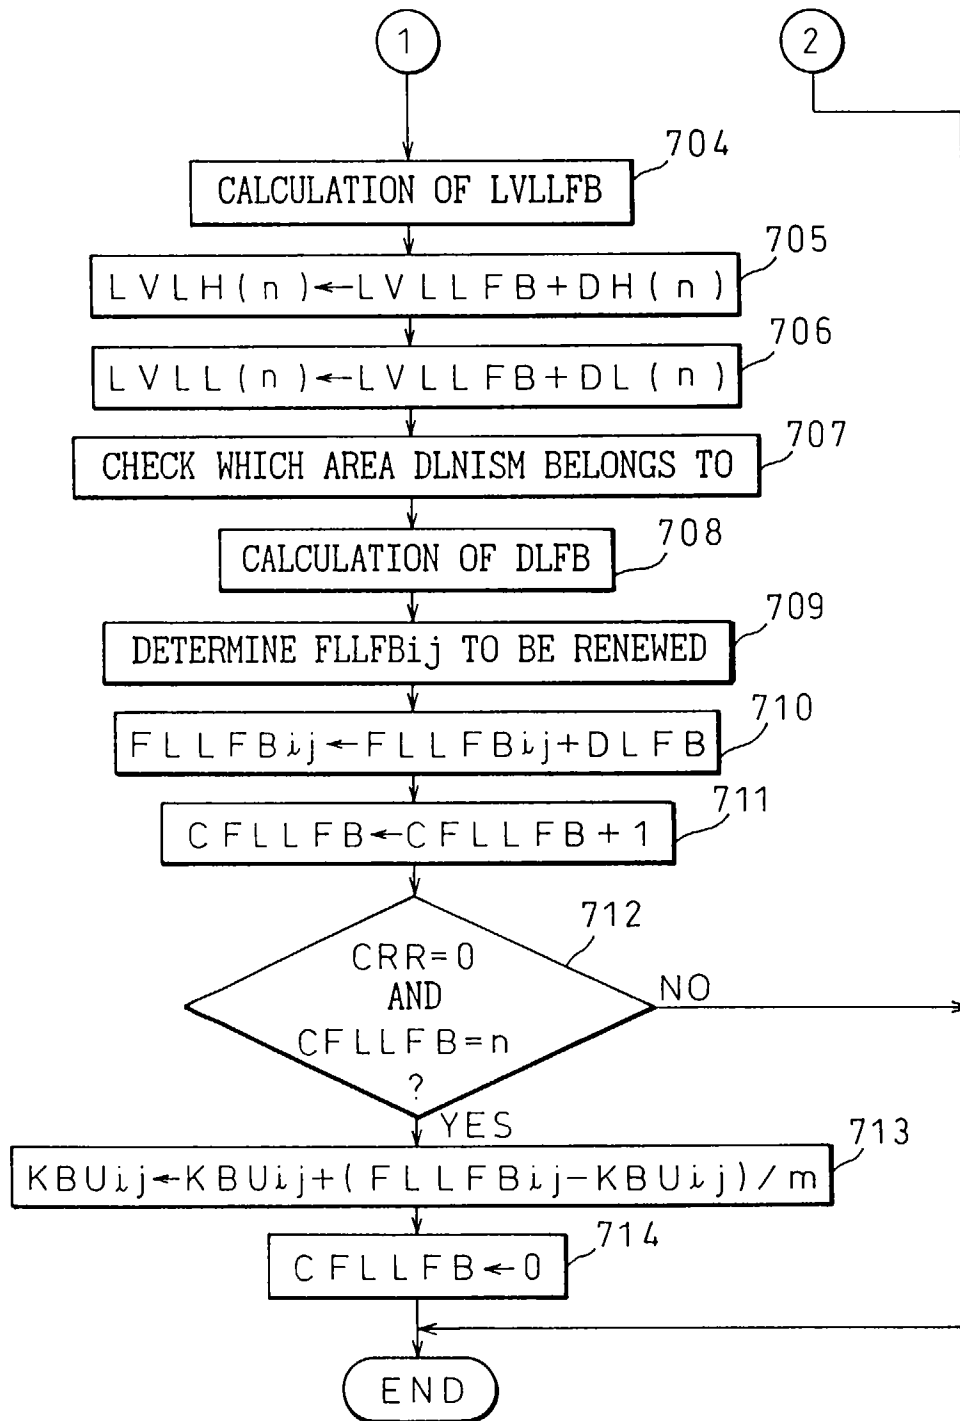 1
2
704
CALCULATION OF LVLLFB
705
LVLH(n)←LVLLFB+DH(n)
706
LVLL(n)←LVLLFB+DL(n)
707
CHECK WHICH AREA DLNISM BELONGS TO
708
CALCULATION OF DLFB
709
DETERMINE FLLFBij TO BE RENEWED
710
FLLFBij←FLLFBij+DLFB
711
CFLLFB←CFLLFB+1
712
CRR=0
AND
CFLLFB=n
?
NO
YES
713
KBUij←KBUij+(FLLFBij-KBUij)/m
714
CFLLFB←0
END